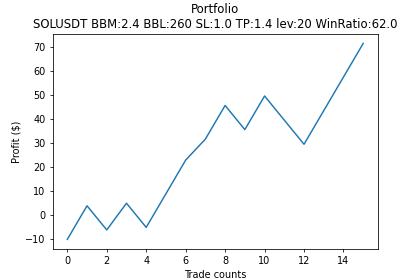 Portfolio
SOLUSDT BBM:2.4 BBL:260 SL:1.0 TP:1.4 lev:20 WinRatio:62.0
70
60
50
40
30
20
10
0
−10
Profit ($)
0 2 4 6 8 10 12 14
Trade counts